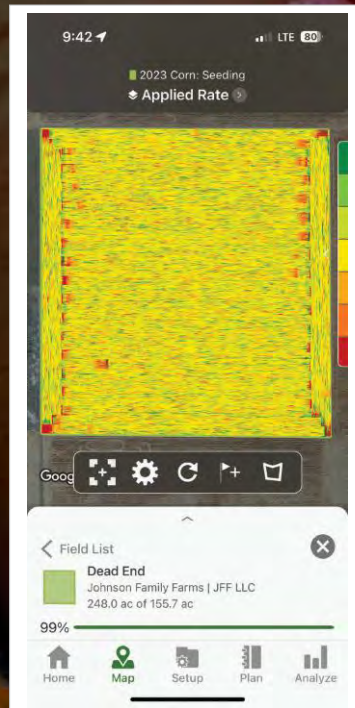 9:42
LTE 80
2023 Corn: Seeding
Applied Rate
Goog
Field List
Dead End
Johnson Family Farms | JFF LLC
248.0 ac of 155.7 ac
99%
Home Map Setup Plan Analyze